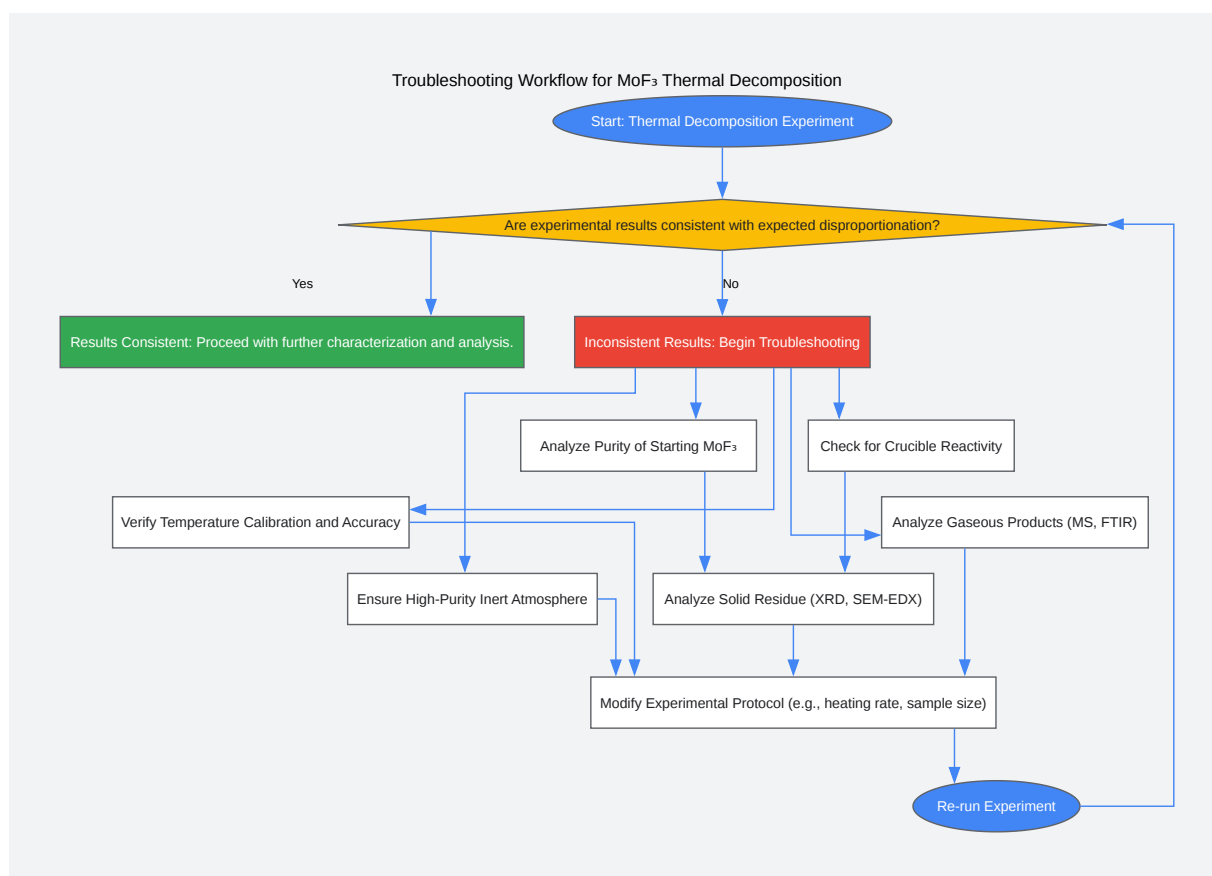 Troubleshooting Workflow for MoF₃ Thermal Decomposition
Start: Thermal Decomposition Experiment
Are experimental results consistent with expected disproportionation?
Yes
No
Results Consistent: Proceed with further characterization and analysis.
Inconsistent Results: Begin Troubleshooting
Analyze Purity of Starting MoF₃
Check for Crucible Reactivity
Verify Temperature Calibration and Accuracy
Analyze Gaseous Products (MS, FTIR)
Ensure High-Purity Inert Atmosphere
Analyze Solid Residue (XRD, SEM-EDX)
Modify Experimental Protocol (e.g., heating rate, sample size)
Re-run Experiment